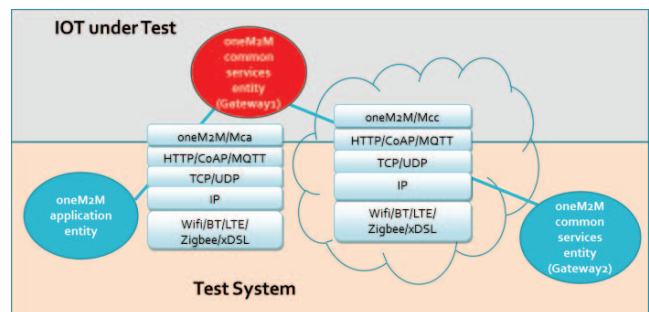 IOT under Test
oneM2M
common
services
entity
(Gateway1)
oneM2M/Mca
HTTP/CoAP/MQTT
TCP/UDP
IP
Wifi/BT/LTE/
Zigbee/xDSL
oneM2M/Mcc
HTTP/CoAP/MQTT
TCP/UDP
IP
Wifi/BT/LTE/
Zigbee/xDSL
oneM2M
application
entity
oneM2M
common
services
entity
(Gateway2)
Test System